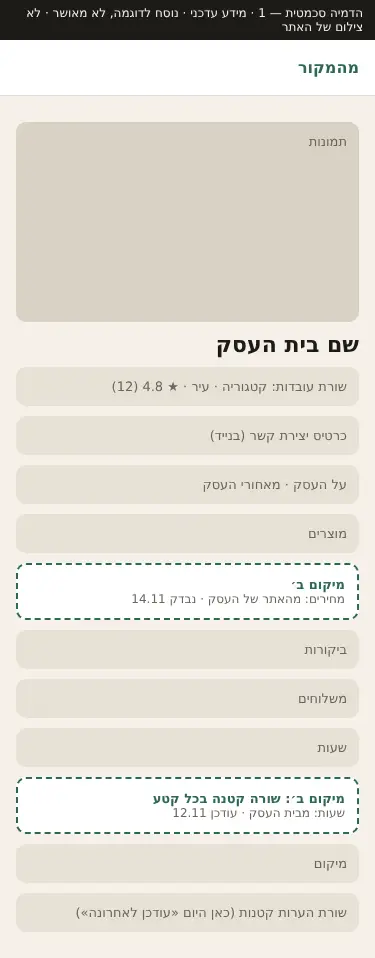 הדמיה סכמטית — 1 · מידע עדכני · נוסח לדוגמה, לא מאושר · לא
צילום של האתר
מהמקור
תמונות
שם בית העסק
שורת עובדות: קטגוריה · עיר · ★ 4.8 (12)
כרטיס יצירת קשר (בנייד)
על העסק · מאחורי העסק
מוצרים
מיקום ב׳
מחירים: מהאתר של העסק · נבדק 14.11
ביקורות
משלוחים
שעות
מיקום ב׳: שורה קטנה בכל קטע
שעות: מבית העסק · עודכן 12.11
מיקום
שורת הערות קטנות (כאן היום «עודכן לאחרונה»)